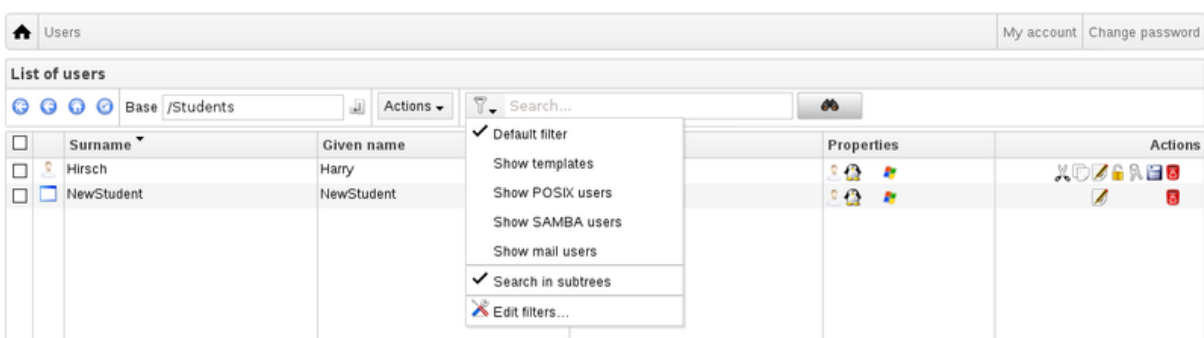 Users My account Change password
List of users
Base /Students Actions Search...
Surname Given name Properties Actions
Default filter
Show templates
Hirsch Harry
Show POSIX users
NewStudent NewStudent
Show SAMBA users
Show mail users
Search in subtrees
Edit filters...